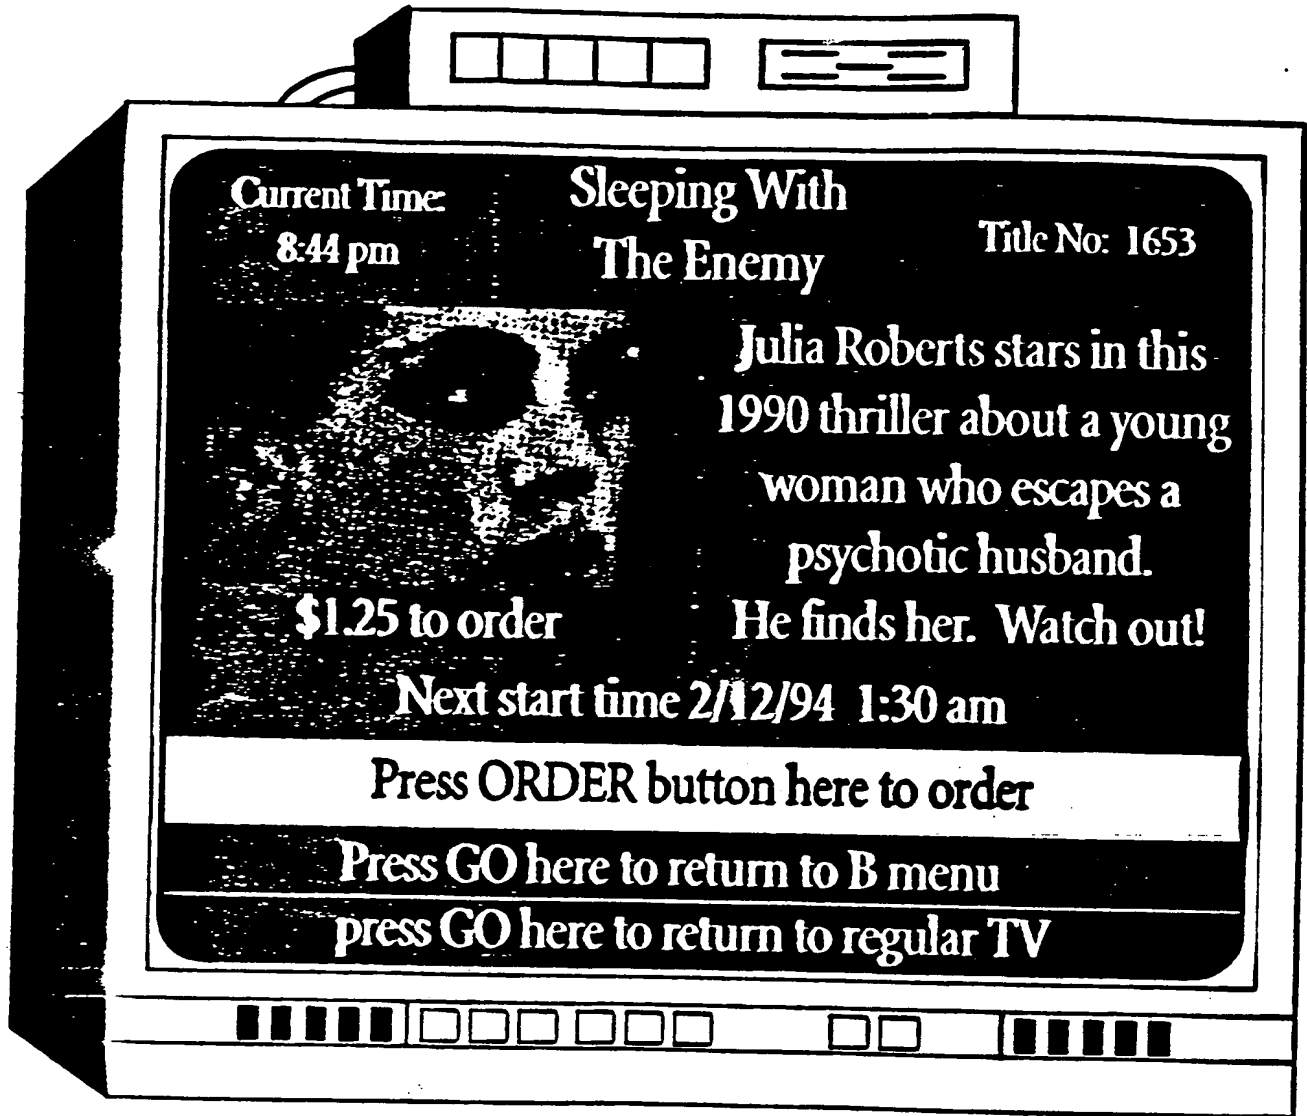 Current Time:
8:44 pm
Sleeping With
The Enemy
Title No: 1653
Julia Roberts stars in this
1990 thriller about a young
woman who escapes a
psychotic husband.
He finds her. Watch out!
$1.25 to order
Next start time 2/12/94 1:30 am
Press ORDER button here to order
Press GO here to return to B menu
press GO here to return to regular TV